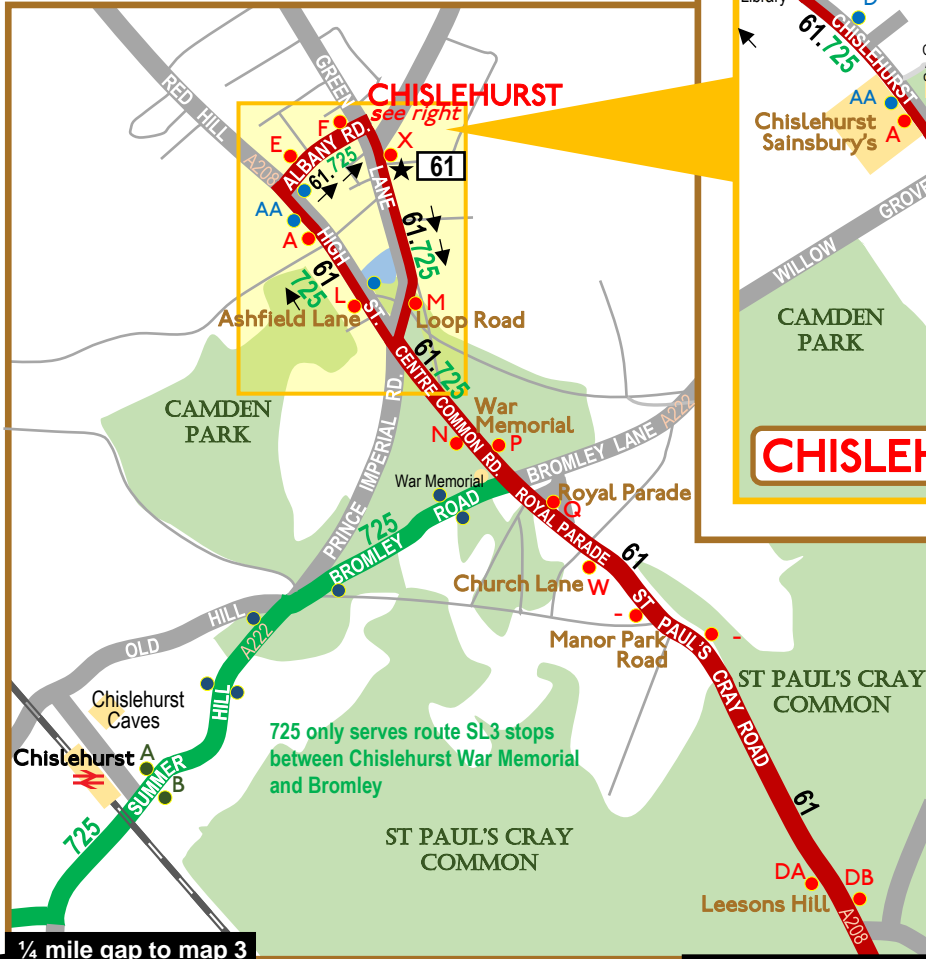 RED HILL
GREEN
LANE
CHISLEHURST
see right
F
E
X
ALBANY RD.
61
A208
61.725
AA
A
HIGH
ST.
61
725
61.
725
L
M
Ashfield Lane
Loop Road
61.725
CENTRE COMMON RD.
PRINCE IMPERIAL RD.
CAMDEN
PARK
War
Memorial
N
P
BROMLEY LANE A222
War Memorial
Royal Parade
Q
ROYAL PARADE
725
BROMLEY
ROAD
61
Church Lane
W
-
ST PAUL'S
CRAY ROAD
Manor Park
Road
-
OLD
HILL
A222
HILL
SUMMER
Chislehurst
Caves
Chislehurst
A
B
725
725 only serves route SL3 stops
between Chislehurst War Memorial
and Bromley
ST PAUL'S CRAY
COMMON
ST PAUL'S CRAY
COMMON
61
DA
DB
Leesons Hill
A208
¼ mile gap to map 3
61.
725
CHISLEHURST
AA
Chislehurst
Sainsbury's
A
WILLOW
GROVE
CAMDEN
PARK
CHISLEH